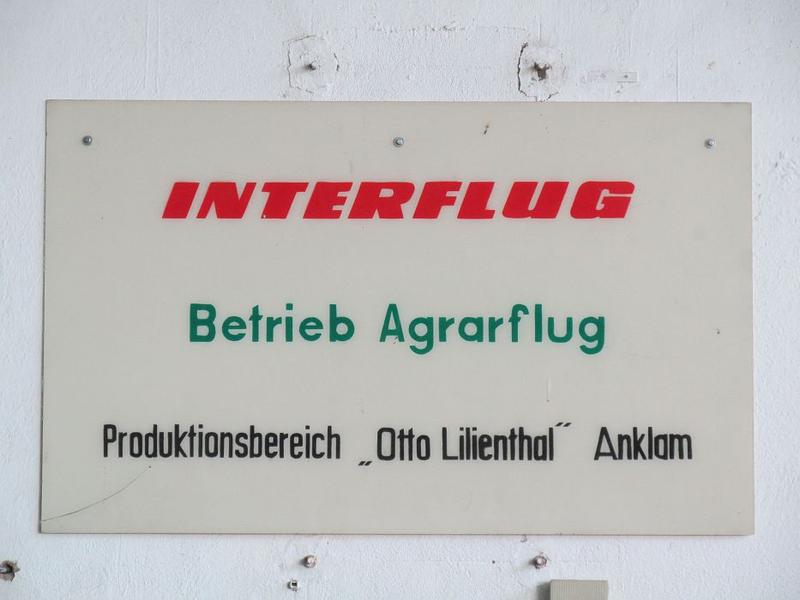 INTERFLUG
Betrieb Agrarflug
Produktionsbereich „Otto Lilienthal“ Anklam